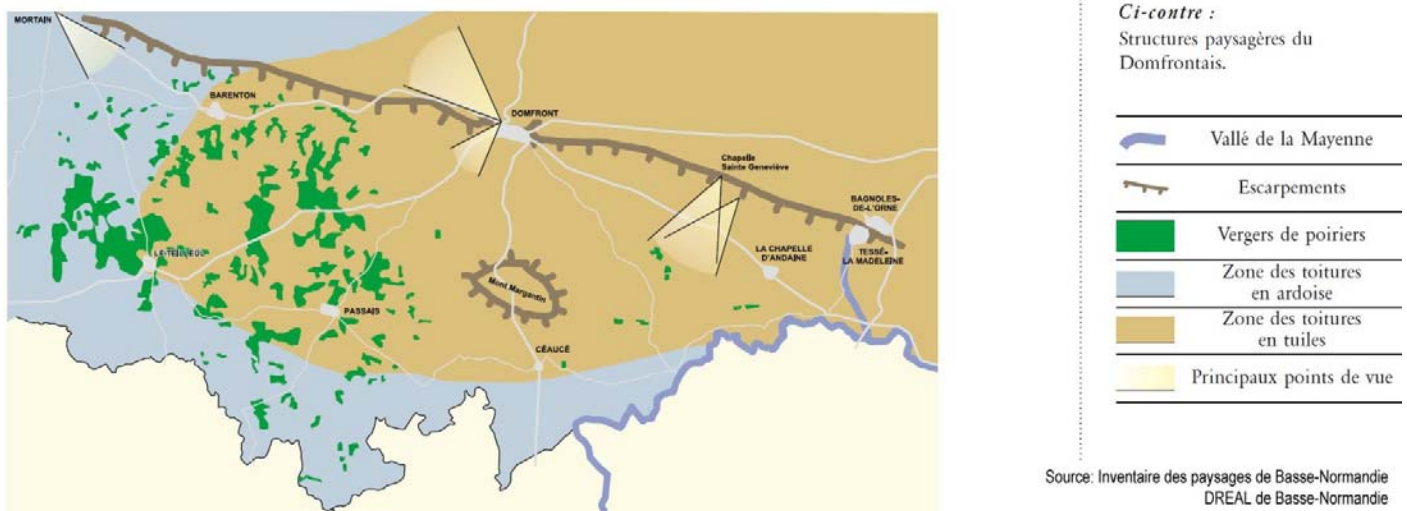 MORTAIN
BARENTON
DOMFRONT
Chapelle
Sainte Geneviève
BAGNOLES-
DE-L'ORNE
LE-TEILLEUL
LA CHAPELLE
D'ANDAINE
TESSÉ-
LA MADELEINE
Mont Margantin
PASSAIS
CÉAUCÉ
Ci-contre :
Structures paysagères du
Domfrontais.
Vallé de la Mayenne
Escarpements
Vergers de poiriers
Zone des toitures
en ardoise
Zone des toitures
en tuiles
Principaux points de vue
Source: Inventaire des paysages de Basse-Normandie
DREAL de Basse-Normandie